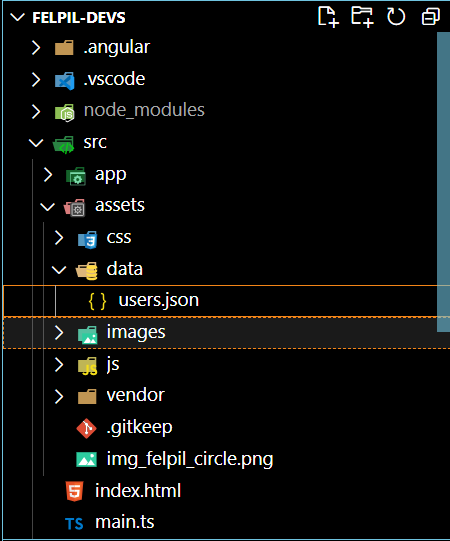 FELPIL-DEVS
.angular
.vscode
node_modules
src
app
assets
css
data
{ } users.json
images
JS js
vendor
.gitkeep
img_felpil_circle.png
index.html
TS main.ts